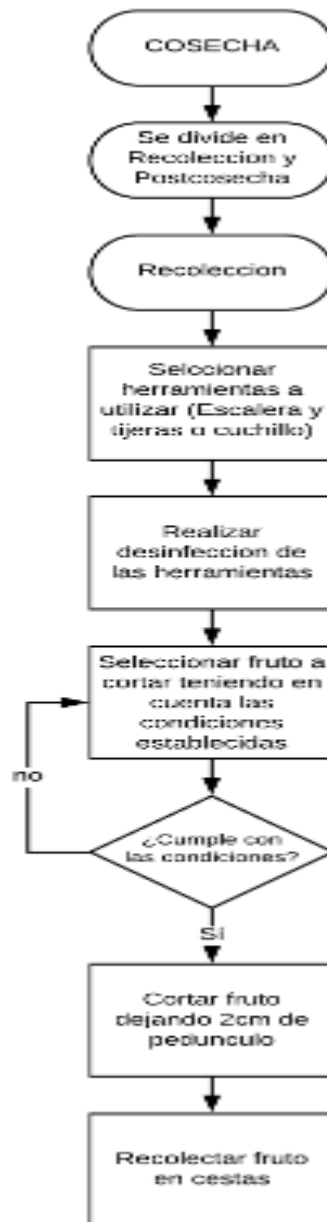 COSECHA
Se divide en
Recoleccion y
Postcosecha
Recoleccion
Selccionar
herramientas a
utilizar (Escalera y
tijeras o cuchillo)
Realizar
desinfeccion de
las herramientas
Seleccionar fruto a
cortar teniendo en
cuenta las
condiciones
establecidas
no
¿Cumple con
las condiciones?
Si
Cortar fruto
dejando 2cm de
pedunculo
Recolectar fruto
en cestas